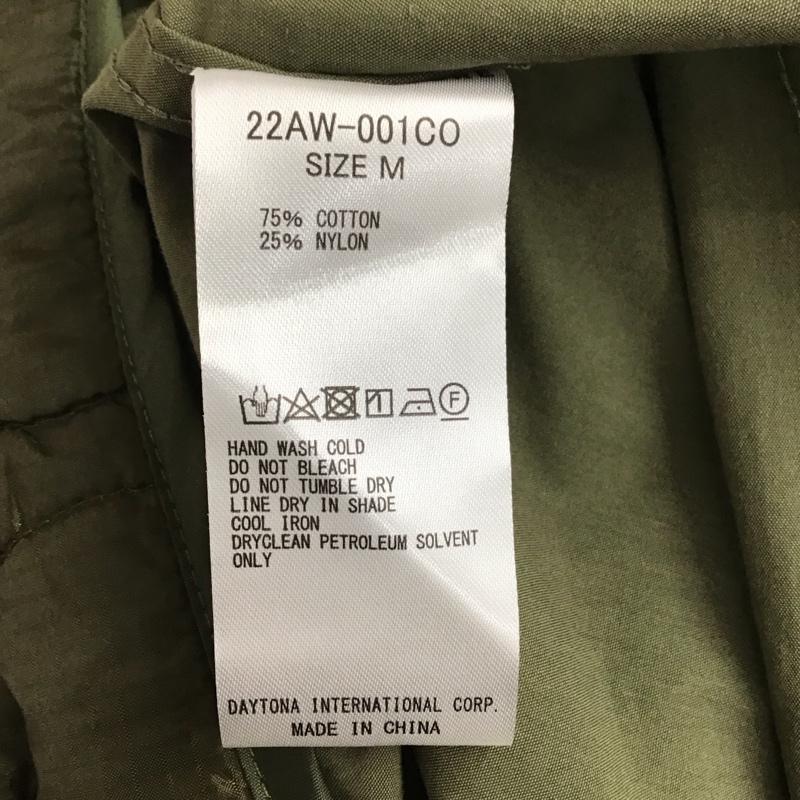 22AW-001CO
SIZE M
75% COTTON
25% NYLON
F
HAND WASH COLD
DO NOT BLEACH
DO NOT TUMBLE DRY
LINE DRY IN SHADE
COOL IRON
DRYCLEAN PETROLEUM SOLVENT
ONLY
DAYTONA INTERNATIONAL CORP.
MADE IN CHINA